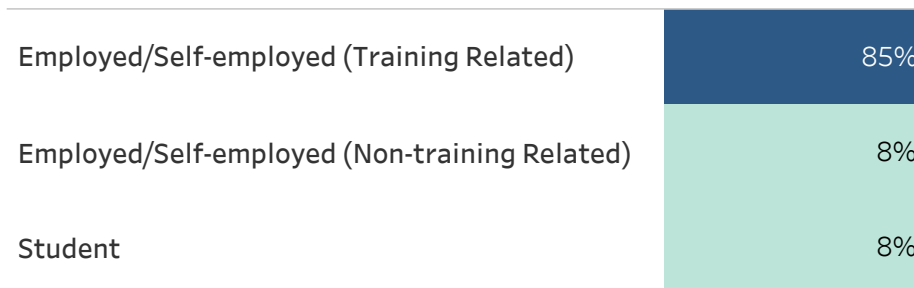 Employed/Self-employed (Training Related) 85%
Employed/Self-employed (Non-training Related) 8%
Student 8%